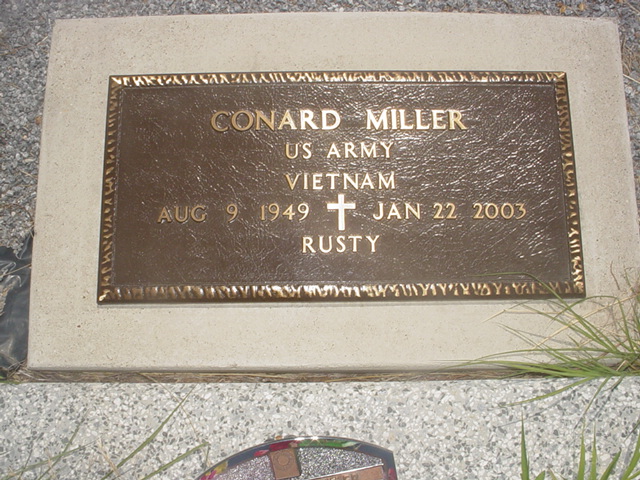 CONARD MILLER
US ARMY
VIETNAM
AUG 9 1949 JAN 22 2003
RUSTY